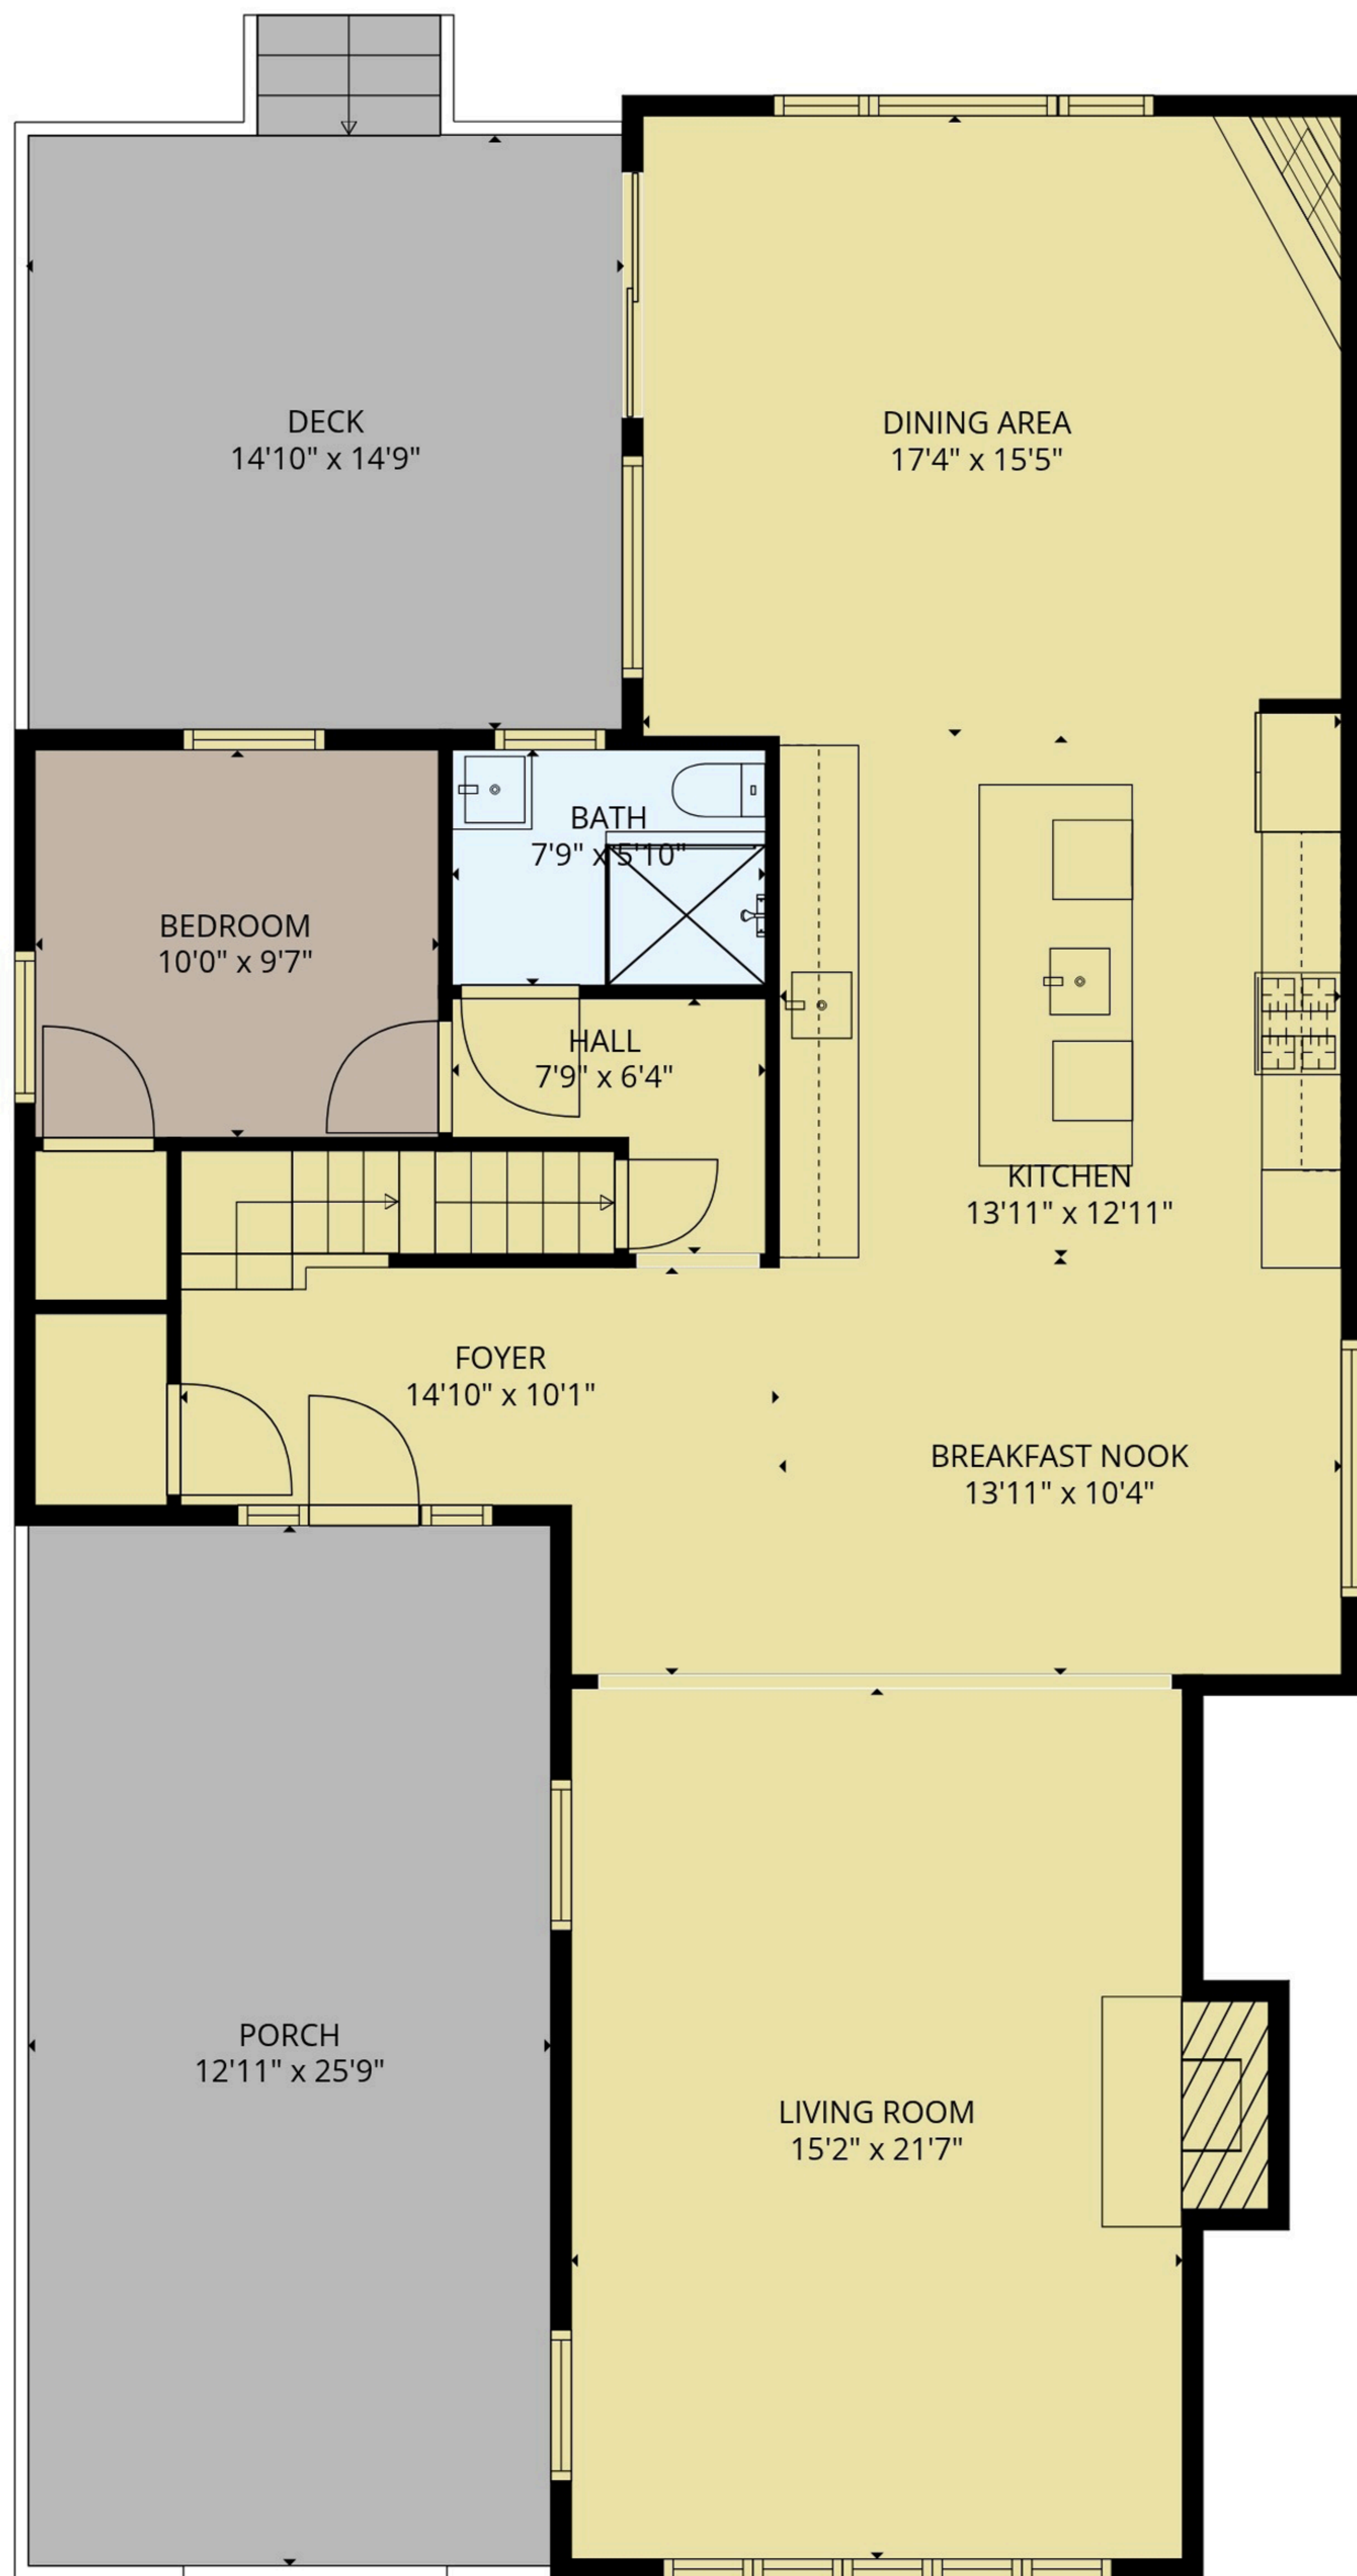 DECK
14'10" x 14'9"
DINING AREA
17'4" x 15'5"
BATH
7'9" x 5'10"
BEDROOM
10'0" x 9'7"
HALL
7'9" x 6'4"
KITCHEN
13'11" x 12'11"
FOYER
14'10" x 10'1"
BREAKFAST NOOK
13'11" x 10'4"
PORCH
12'11" x 25'9"
LIVING ROOM
15'2" x 21'7"